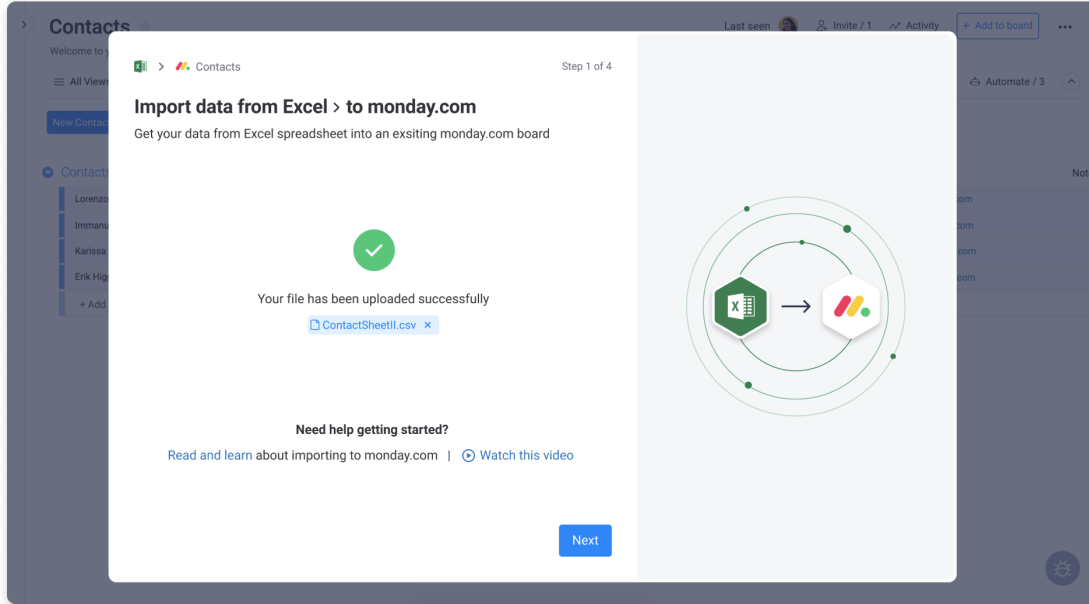 Contacts
Last seen
Invite / 1
Activity
+ Add to board
Welcome to
All Views
Automate / 3
New Contac
Contacts
Not
Lorenzo
om
Immanu
com
Karissa
com
Erik Hig
com
+ Add
Contacts
Step 1 of 4
Import data from Excel > to monday.com
Get your data from Excel spreadsheet into an exsiting monday.com board
Your file has been uploaded successfully
ContactSheetII.csv ×
Need help getting started?
Read and learn about importing to monday.com | Watch this video
Next
X